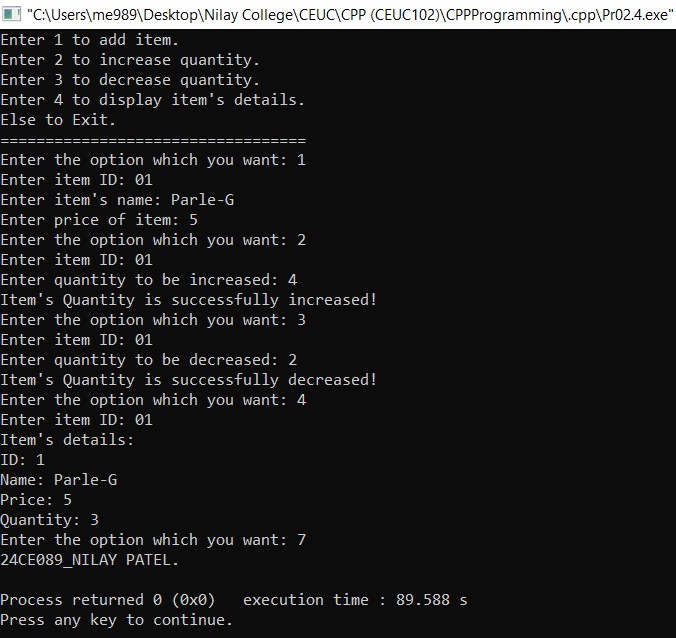 "C:\Users\me989\Desktop\Nilay College\CEUC\CPP (CEUC102)\CPPProgramming\.cpp\Pr02.4.exe"
Enter 1 to add item.
Enter 2 to increase quantity.
Enter 3 to decrease quantity.
Enter 4 to display item's details.
Else to Exit.
==================================
Enter the option which you want: 1
Enter item ID: 01
Enter item's name: Parle-G
Enter price of item: 5
Enter the option which you want: 2
Enter item ID: 01
Enter quantity to be increased: 4
Item's Quantity is successfully increased!
Enter the option which you want: 3
Enter item ID: 01
Enter quantity to be decreased: 2
Item's Quantity is successfully decreased!
Enter the option which you want: 4
Enter item ID: 01
Item's details:
ID: 1
Name: Parle-G
Price: 5
Quantity: 3
Enter the option which you want: 7
24CE089_NILAY PATEL.
Process returned 0 (0x0)   execution time : 89.588 s
Press any key to continue.